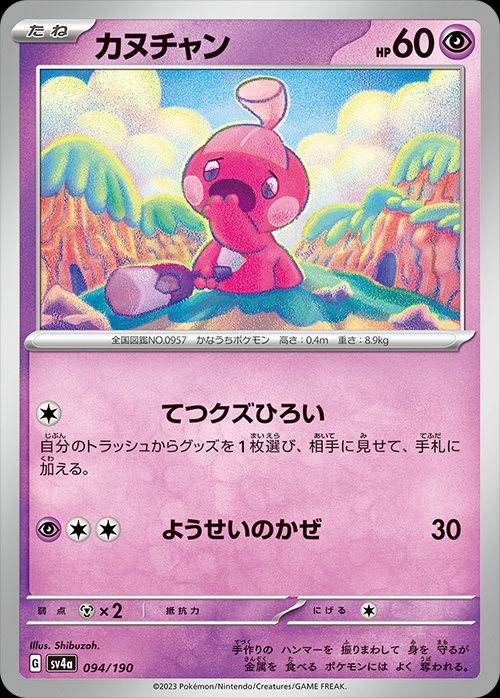 たね カヌチャン HP60
全国図鑑NO.0957 かなうちポケモン 高さ:0.4m 重さ:8.9kg
てつクズひろい
自分のトラッシュからグッズを1枚選び、相手に見せて、手札に
加える。
ようせいのかぜ 30
弱点 ×2 抵抗力 にげる
Illus. Shibuzoh.
G sv4a 094/190
手作りの ハンマーを 振りまわして 身を 守るが
金属を 食べる ポケモンには よく 奪われる。
©2023 Pokémon/Nintendo/Creatures/GAME FREAK.